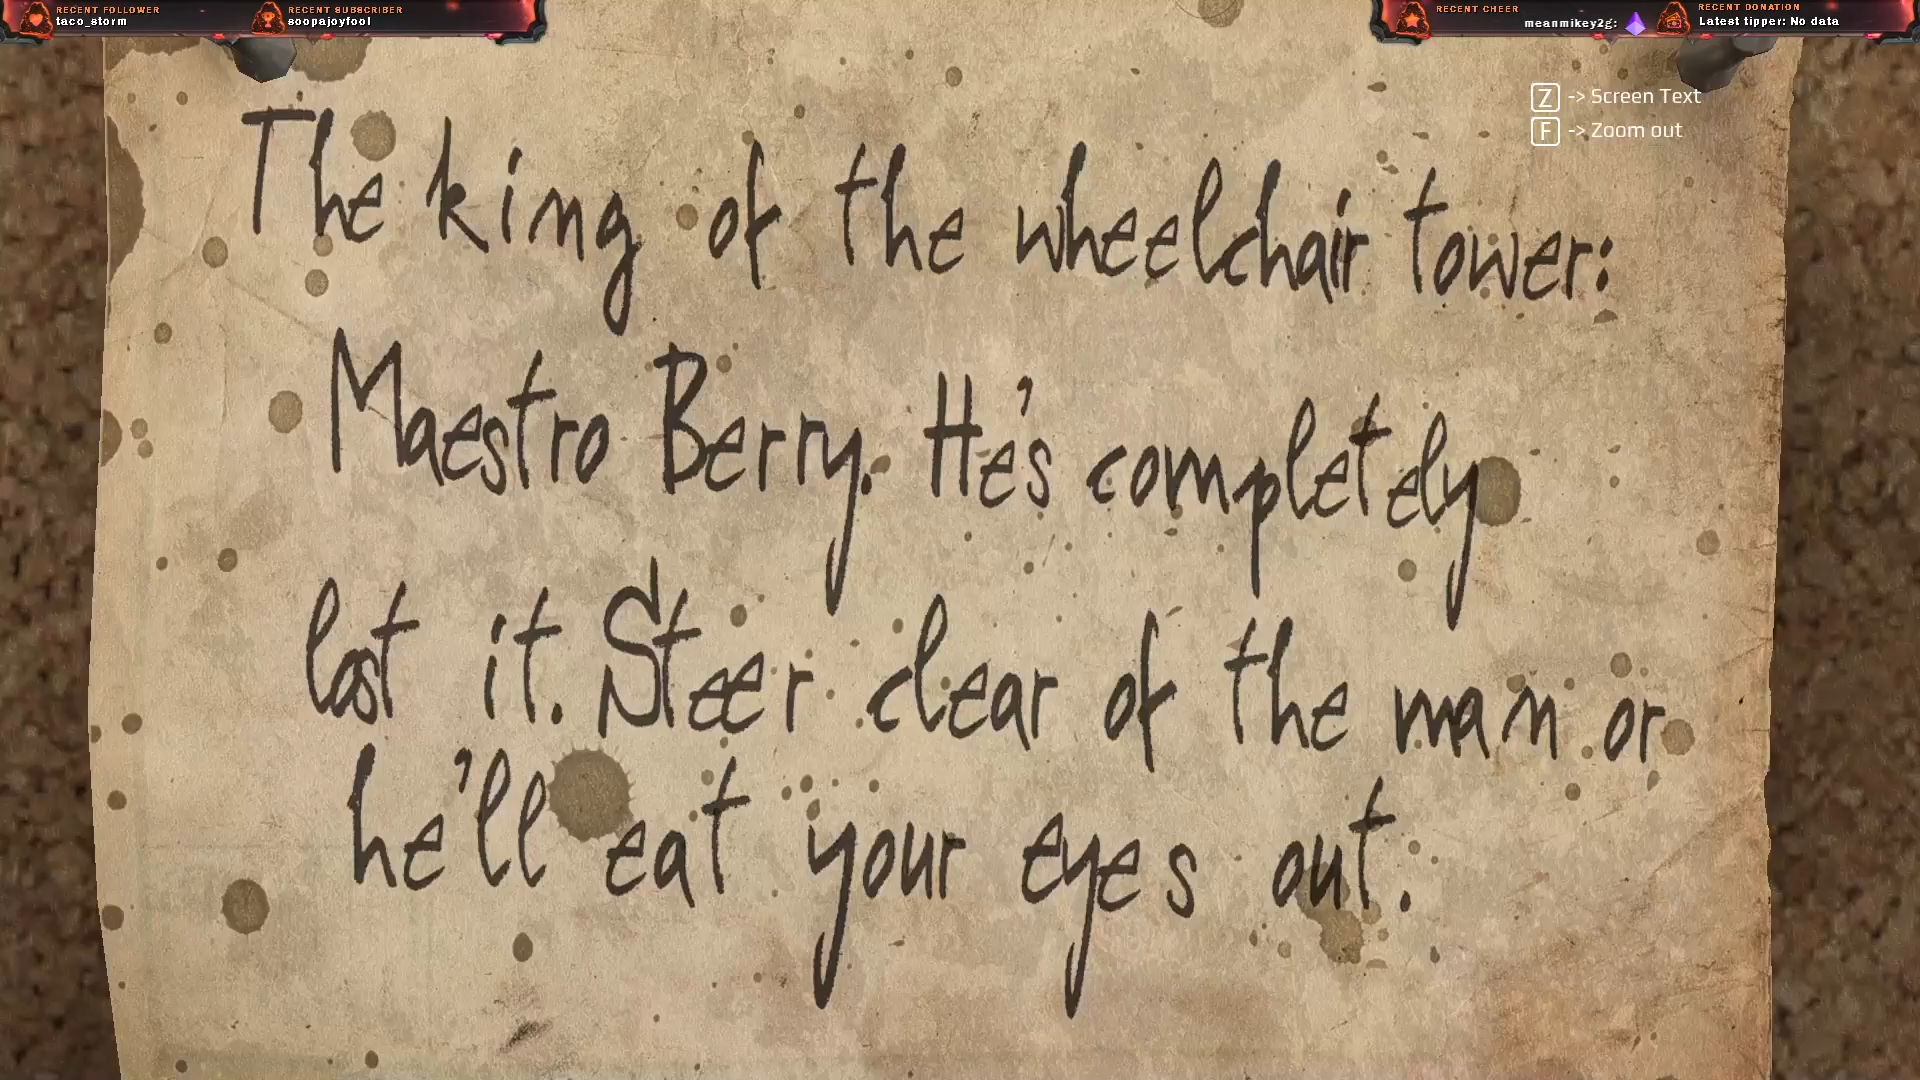 RECENT FOLLOWER
taco_storm
RECENT SUBSCRIBER
soopajoyfool
RECENT CHEER
meanmikey2g:
RECENT DONATION
Latest tipper: No data
Z -> Screen Text
F -> Zoom out
The king of the wheelchair tower:
Maestro Berry. He's completely
lost it. Steer clear of the man or
he'll eat your eyes out.